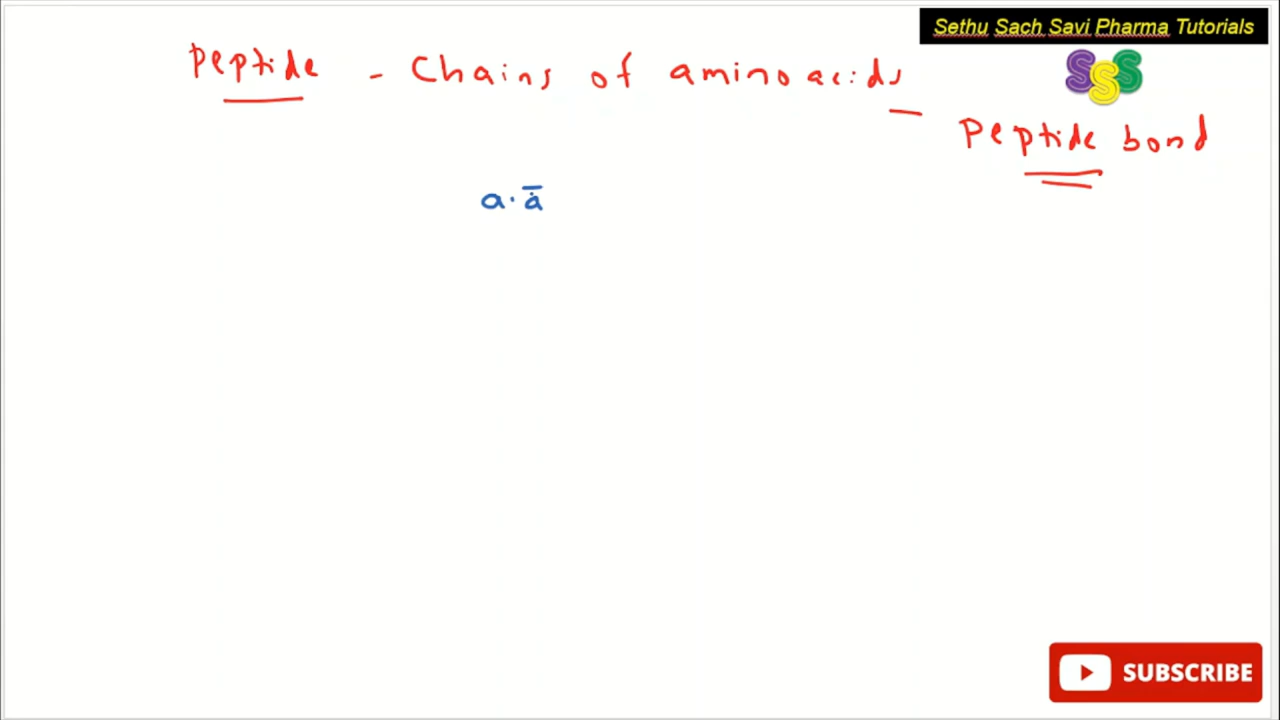 Sethu Sach Savi Pharma Tutorials
SSS
Peptide - Chains of amino acids
Peptide bond
a. ā
SUBSCRIBE